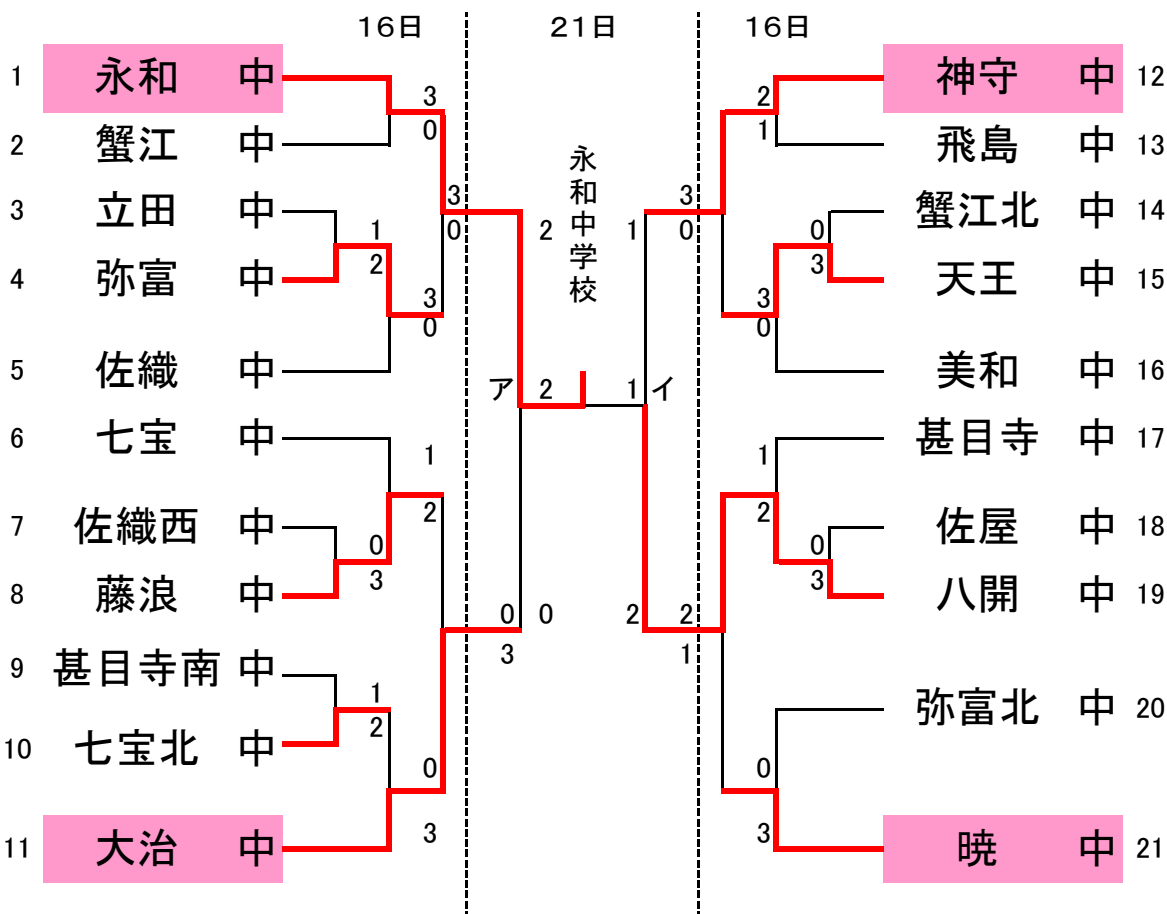 16日 21日 16日
1 永和 中
2 蟹江 中
3 立田 中
4 弥富 中
5 佐織 中
6 七宝 中
7 佐織西 中
8 藤浪 中
9 甚目寺南 中
10 七宝北 中
11 大治 中
3
0
1
2
3
0
3
0
1
2
0
3
1
2
0
3
0
3
永和中学校
2
0
ア 2
1 イ
1
2
3
0
2
1
2
1
0
3
3
0
1
2
0
3
0
3
神守 中 12
飛島 中 13
蟹江北 中 14
天王 中 15
美和 中 16
甚目寺 中 17
佐屋 中 18
八開 中 19
弥富北 中 20
暁 中 21